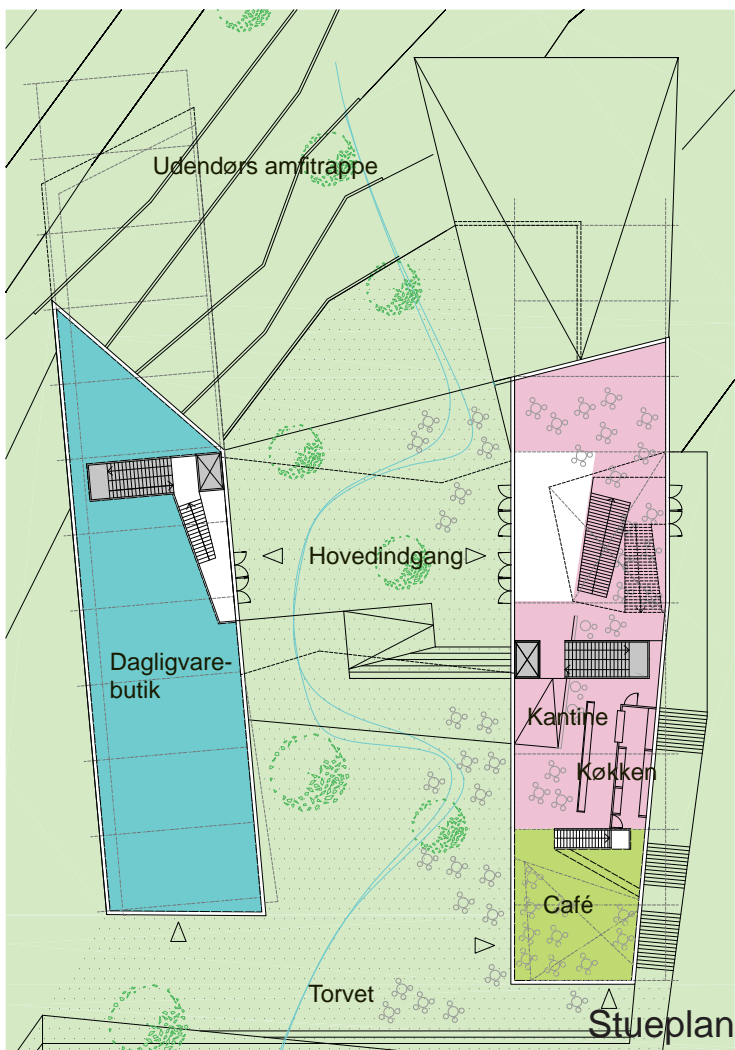 Udendørs amfitrappe
Hovedindgang
Dagligvare-
butik
Kantine
Køkken
Café
Torvet
Stueplan